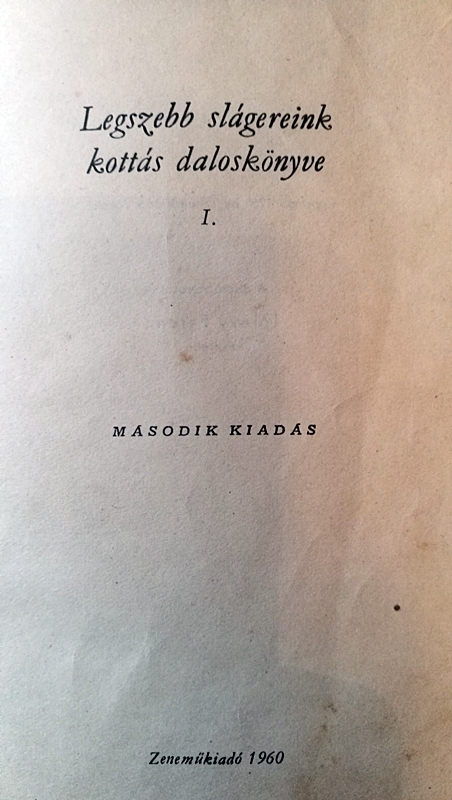 Legszebb slágereink
kottás daloskönyve
I.
MÁSODIK KIADÁS
Zeneműkiadó 1960